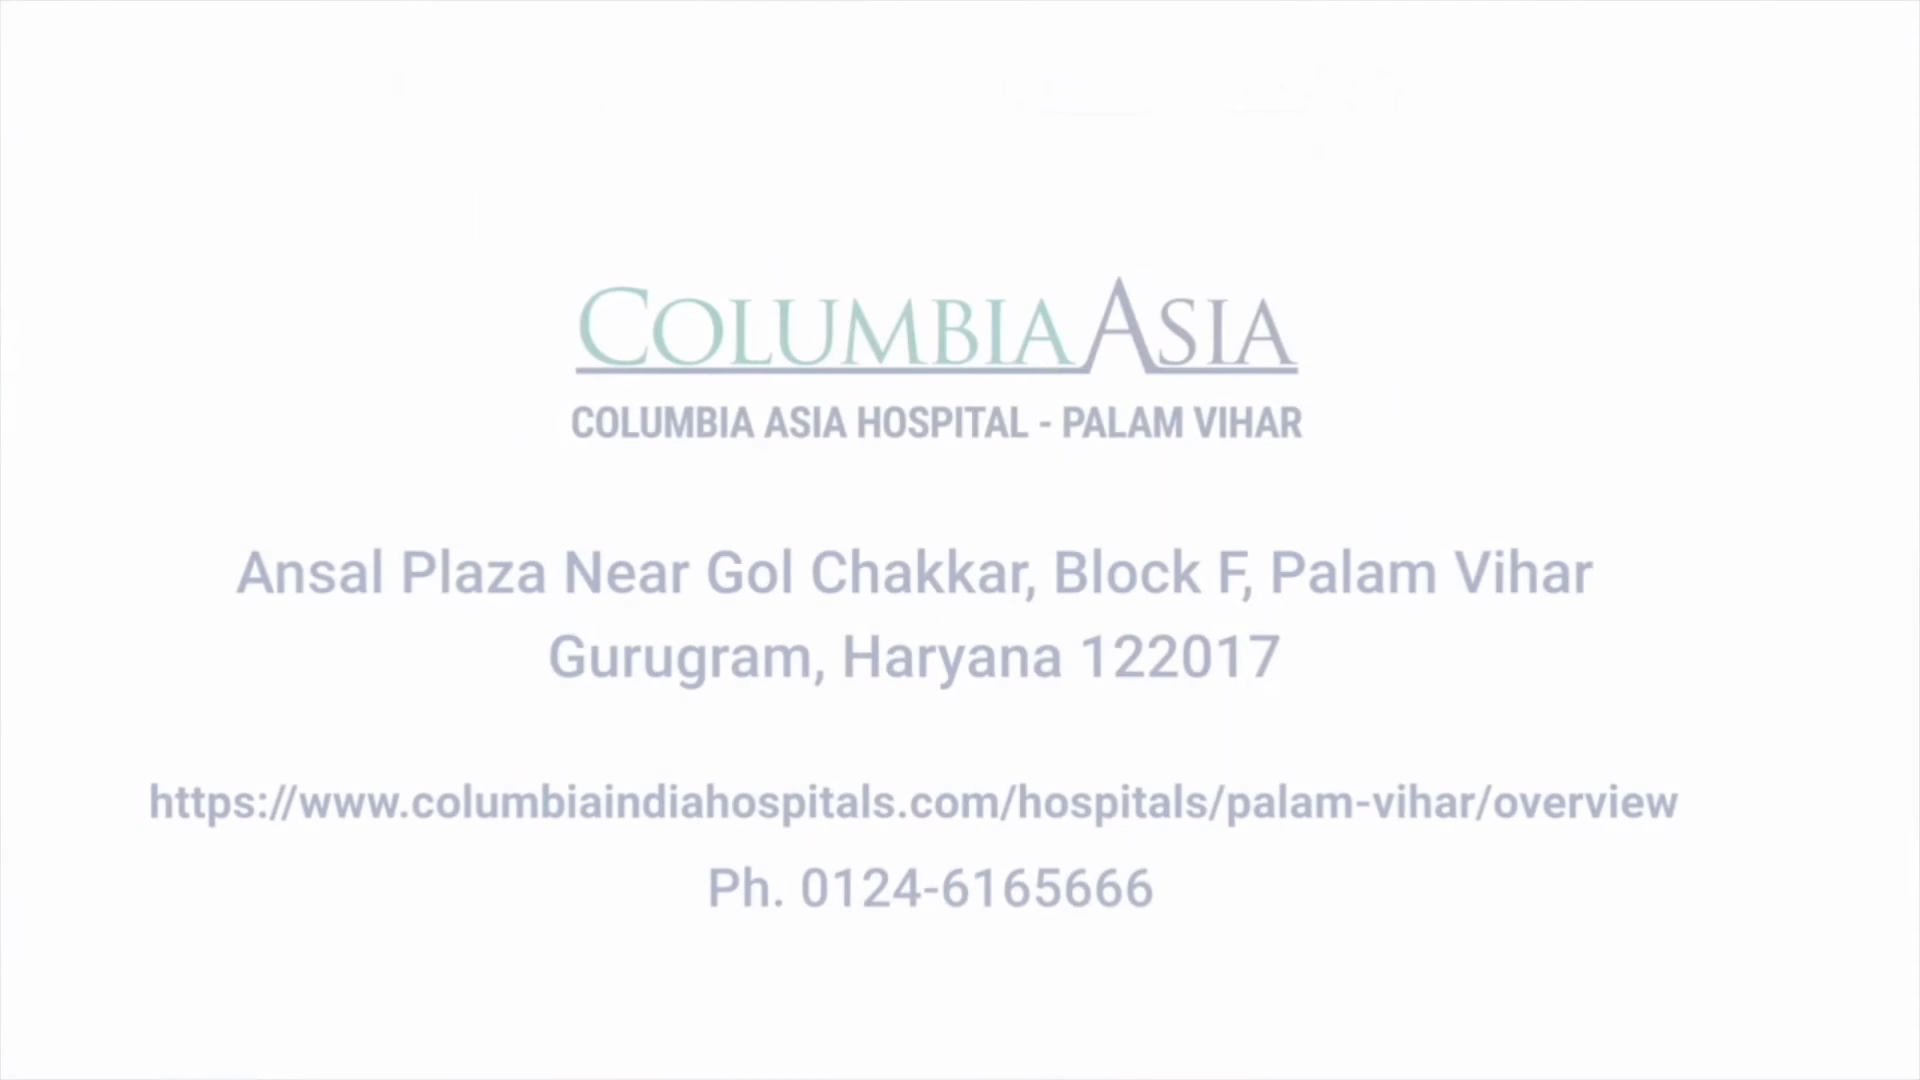 COLUMBIA ASIA
COLUMBIA ASIA HOSPITAL - PALAM VIHAR
Ansal Plaza Near Gol Chakkar, Block F, Palam Vihar
Gurugram, Haryana 122017
https://www.columbiaindiahospitals.com/hospitals/palam-vihar/overview
Ph. 0124-6165666